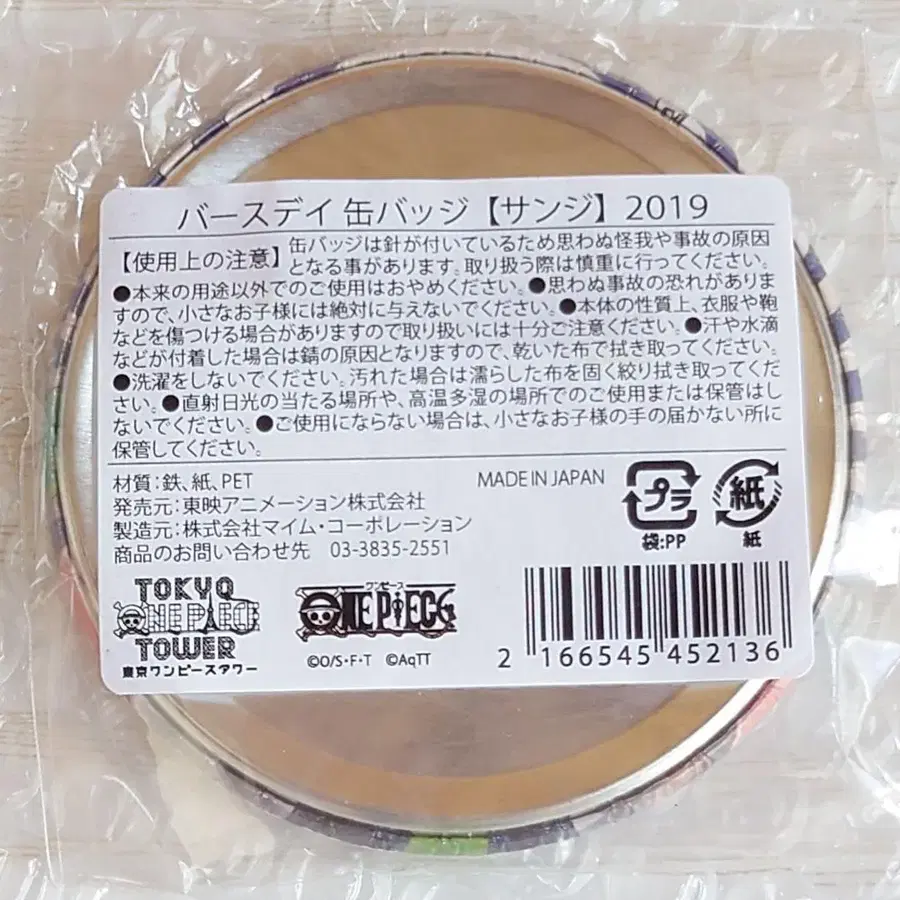 バースデイ 缶バッジ【サンジ】2019
【使用上の注意】
缶バッジは針が付いているため思わぬ怪我や事故の原因
となる事があります。取り扱う際は慎重に行ってください。
●本来の用途以外でのご使用はおやめください。●思わぬ事故の恐れがありま
すので、小さなお子様には絶対に与えないでください。●本体の性質上、衣服や鞄
などを傷つける場合がありますので取り扱いには十分ご注意ください。●汗や水滴
などが付着した場合は錆の原因となりますので、乾いた布で拭き取ってください。
●洗濯をしないでください。汚れた場合は濡らした布を固く絞り拭き取ってくだ
さい。●直射日光の当たる場所や、高温多湿の場所でのご使用または保管はし
ないでください。●ご使用にならない場合は、小さなお子様の手の届かない所に
保管してください。
材質:鉄、紙、PET
MADE IN JAPAN
発売元:東映アニメーション株式会社
製造元:株式会社マイム・コーポレーション
商品のお問い合わせ先 03-3835-2551
プラ
袋:PP
紙
紙
TOKYO
ONE PIECE
TOWER
東京ワンピースタワー
ワンピース
ONE PIECE
©O/S・F・T ©AqTT
2 166545 452136